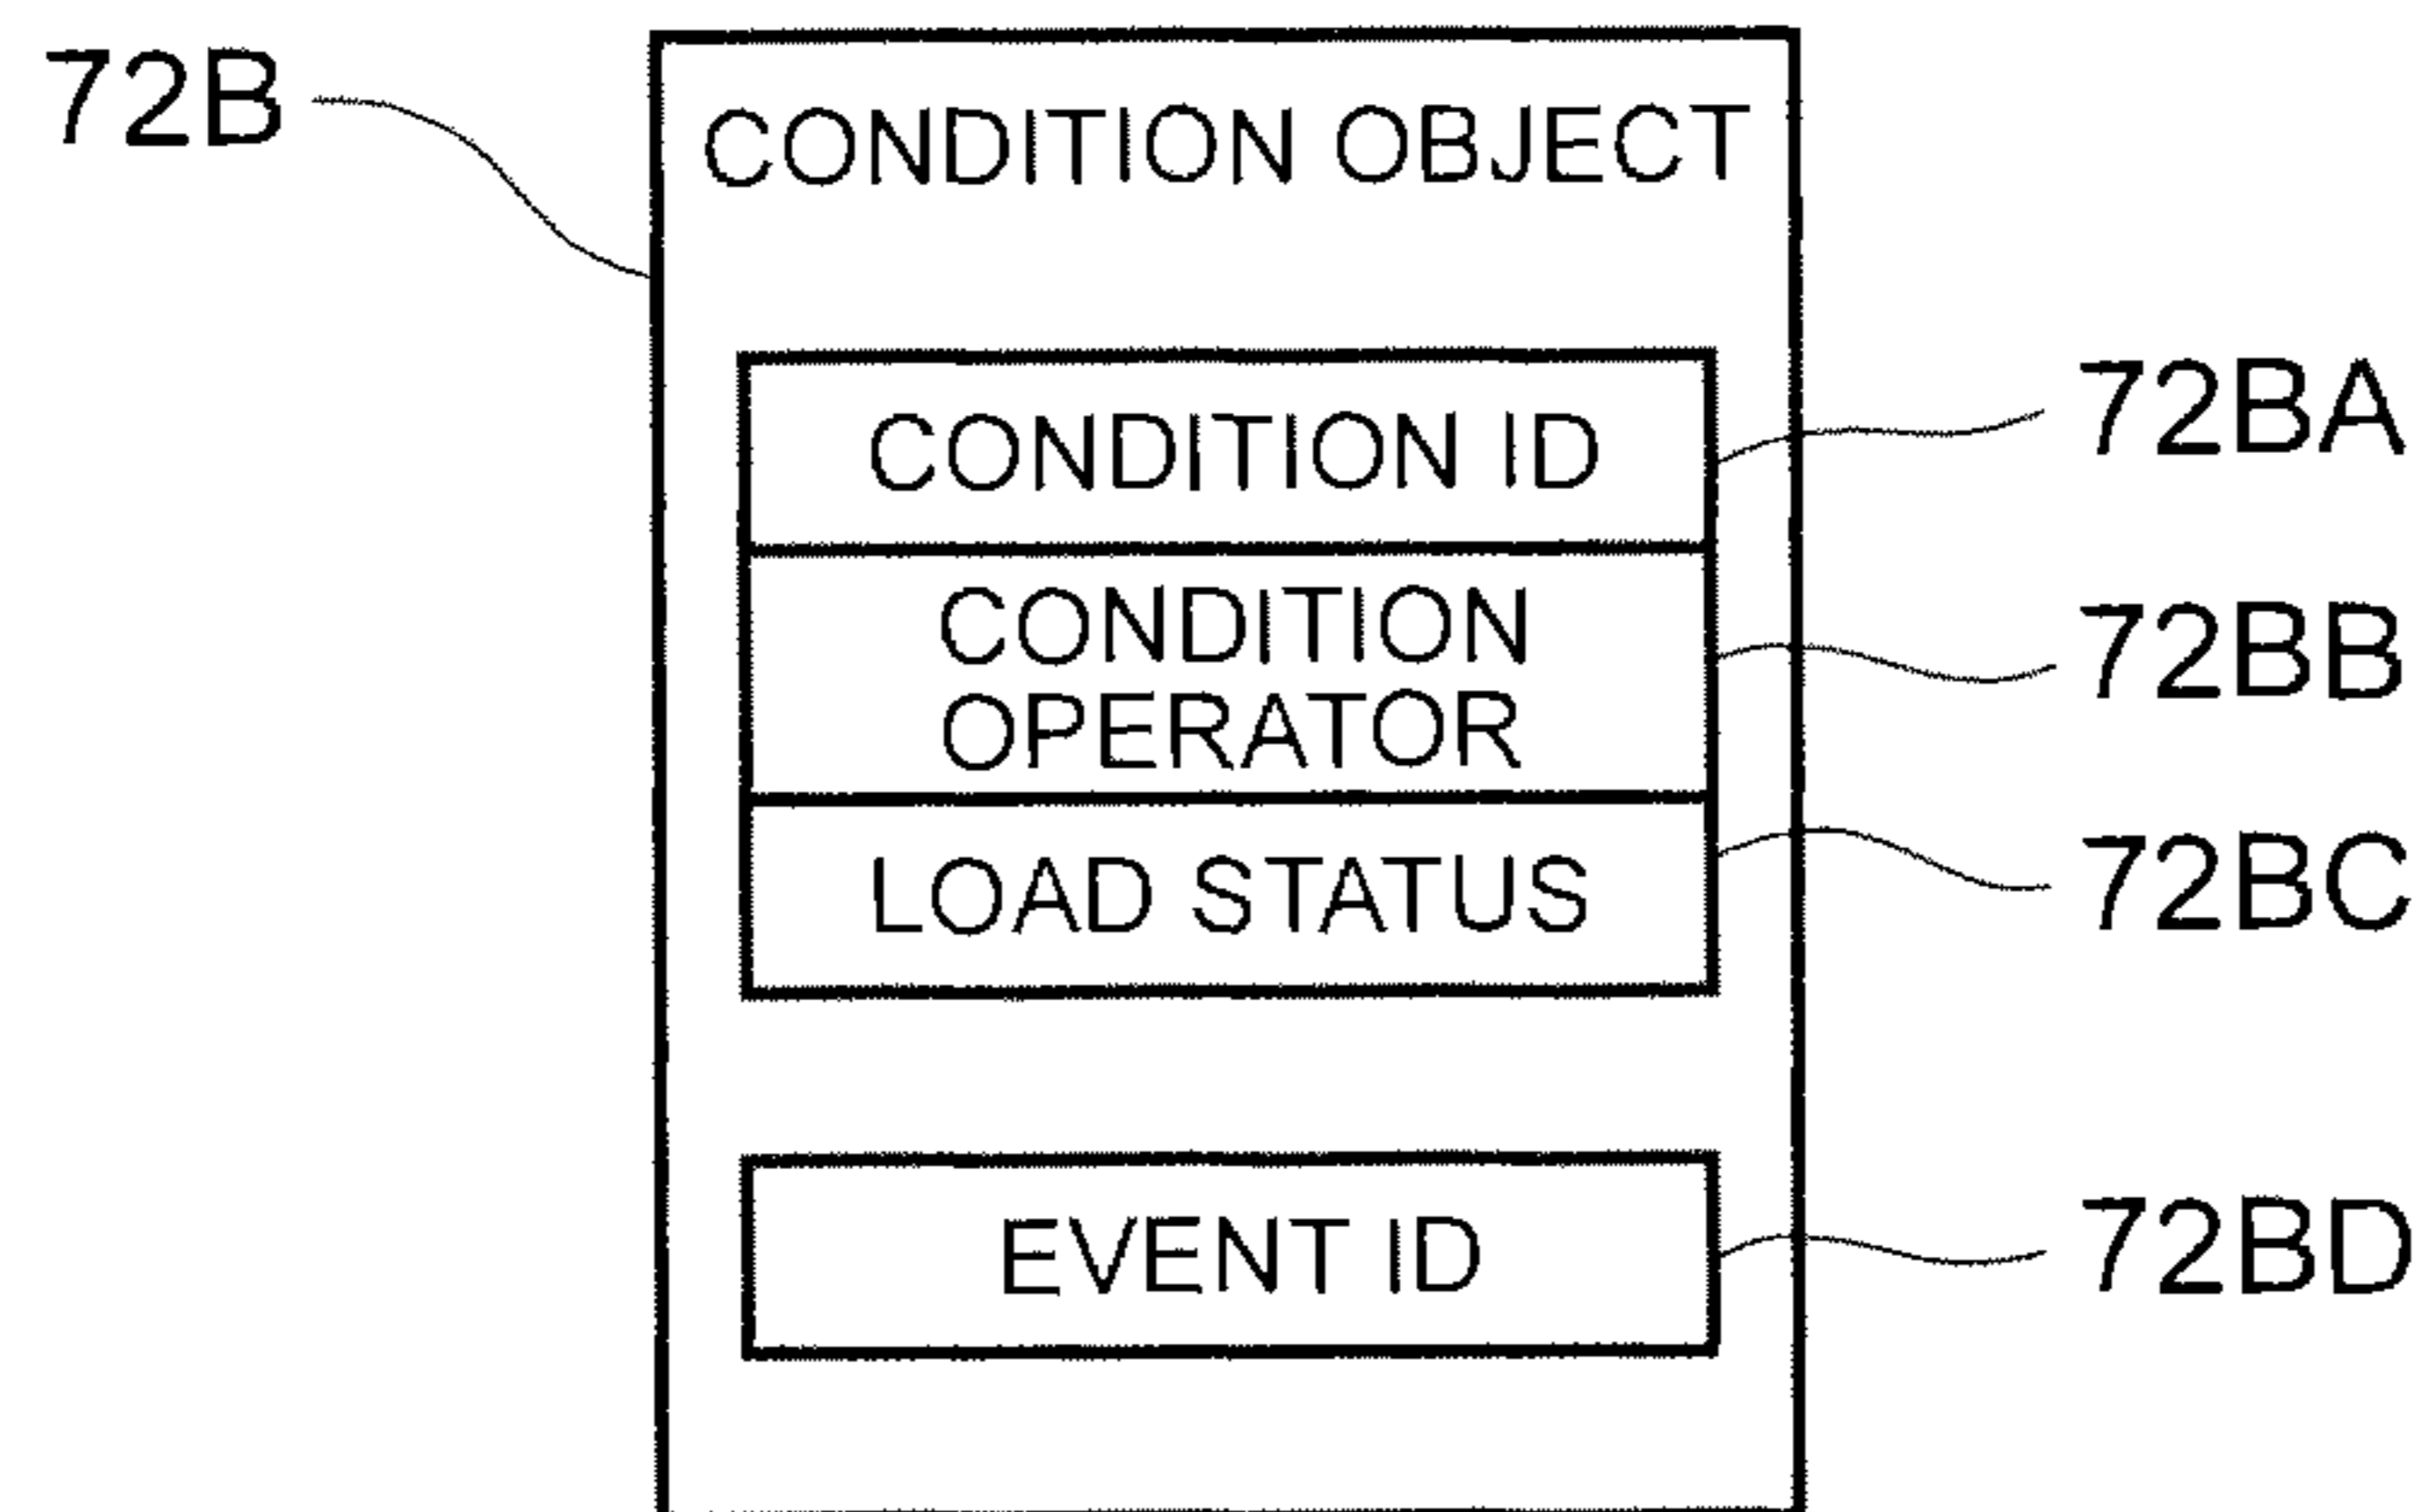 72B
CONDITION OBJECT
CONDITION ID
72BA
CONDITION
OPERATOR
72BB
LOAD STATUS
72BC
EVENT ID
72BD